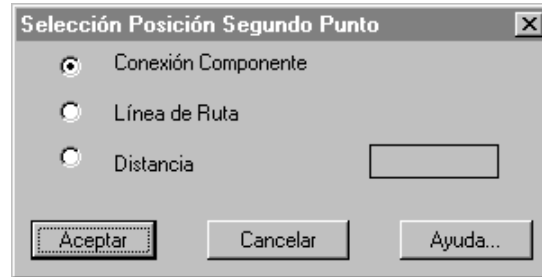 Selección Posición Segundo Punto
Conexión Componente
Línea de Ruta
Distancia
Aceptar Cancelar Ayuda...